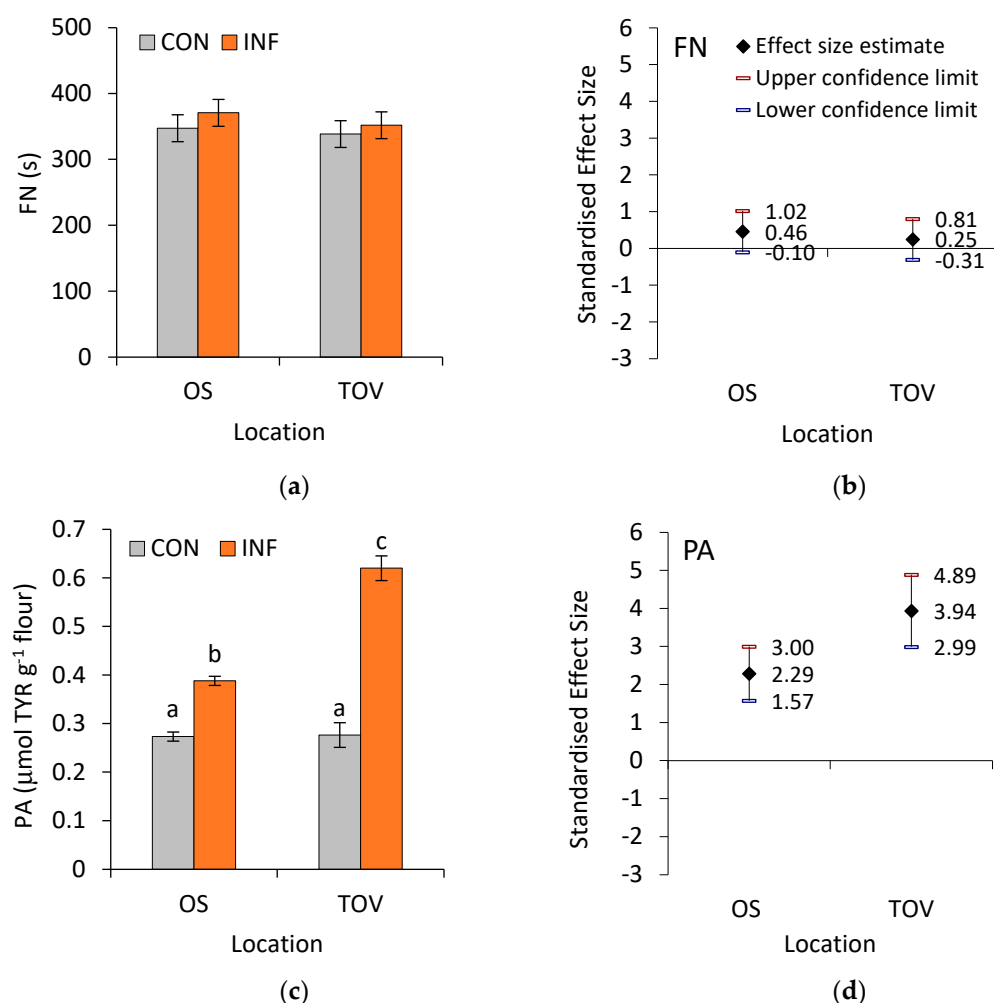 500
400
300
200
100
0
FN (s)
CON INF
OS TOV
Location
(a)
6
5
4
3
2
1
0
-1
-2
-3
Standardised Effect Size
FN
Effect size estimate
Upper confidence limit
Lower confidence limit
1.02
0.46
-0.10
0.81
0.25
-0.31
OS TOV
Location
(b)
0.7
0.6
0.5
0.4
0.3
0.2
0.1
0
PA (μmol TYR g⁻¹ flour)
CON INF
a
b
a
c
OS TOV
Location
(c)
6
5
4
3
2
1
0
-1
-2
-3
Standardised Effect Size
PA
3.00
2.29
1.57
4.89
3.94
2.99
OS TOV
Location
(d)